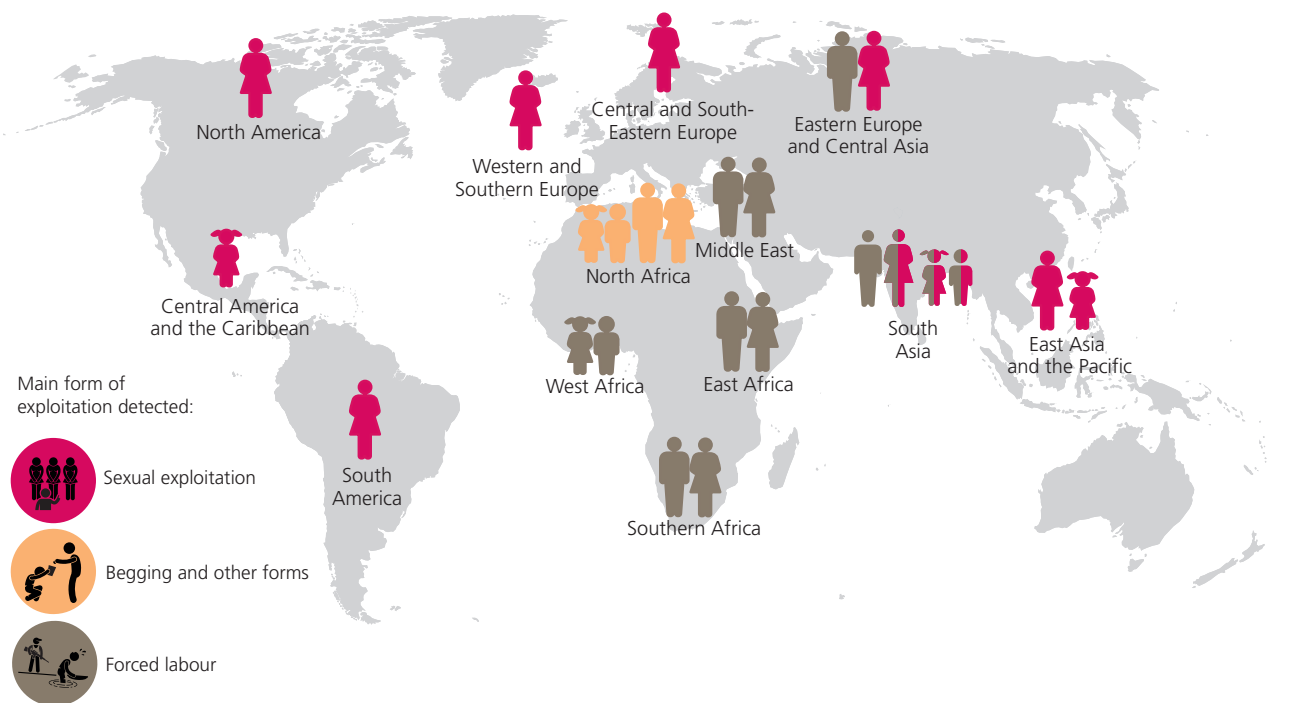 North America
Central and South-
Eastern Europe
Eastern Europe
and Central Asia
Western and
Southern Europe
Middle East
North Africa
Central America
and the Caribbean
South
Asia
East Asia
and the Pacific
West Africa
East Africa
South
America
Southern Africa
Main form of
exploitation detected:
Sexual exploitation
Begging and other forms
Forced labour